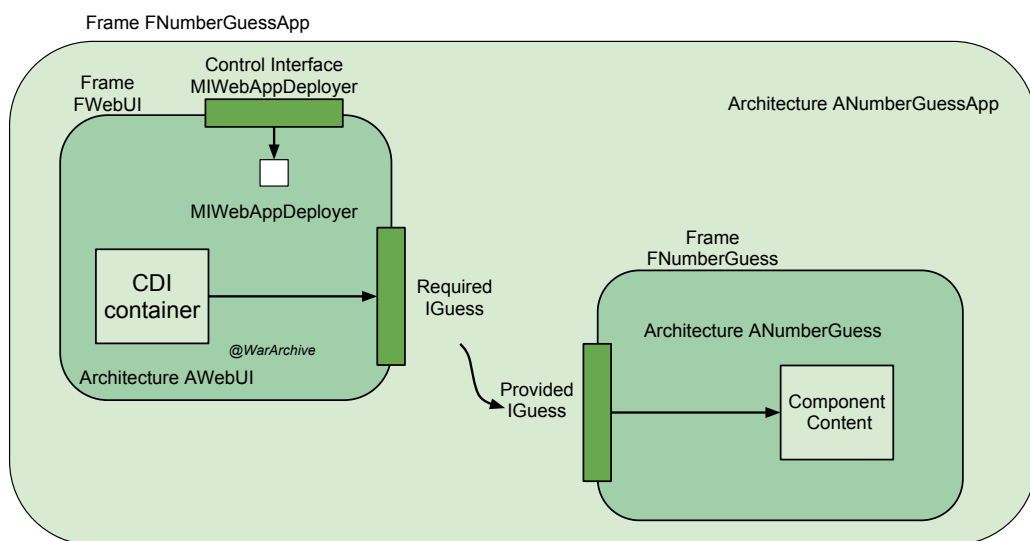 Frame FNumberGuessApp
Control Interface
MIWebAppDeployer
Frame
FWebUI
Architecture ANumberGuessApp
MIWebAppDeployer
Frame
FNumberGuess
CDI
container
Required
IGuess
Architecture ANumberGuess
@WarArchive
Architecture AWebUI
Provided
IGuess
Component
Content